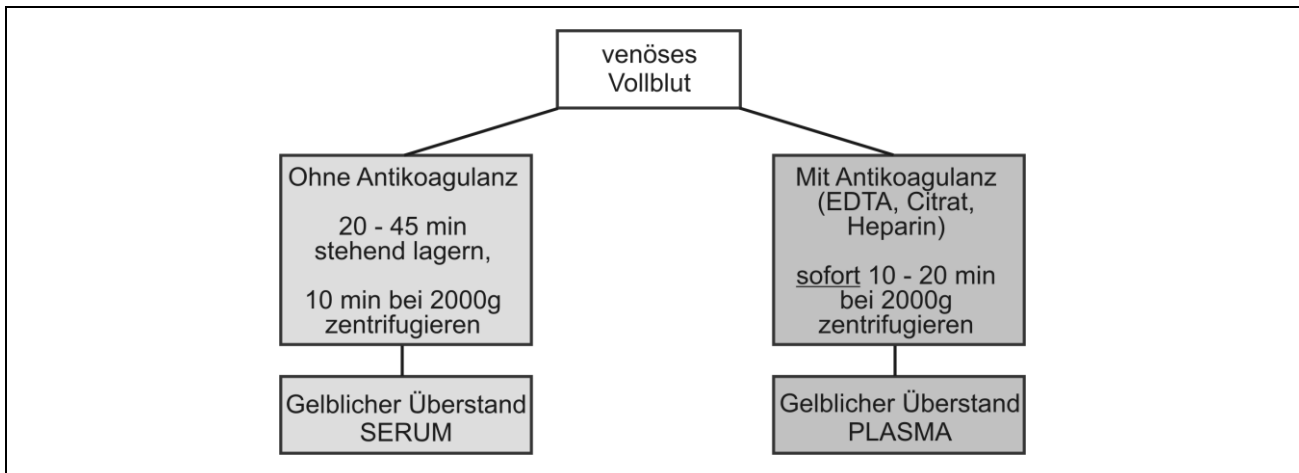 venöses
Vollblut
Ohne Antikoagulanz
20 - 45 min
stehend lagern,
10 min bei 2000g
zentrifugieren
Gelblicher Überstand
SERUM
Mit Antikoagulanz
(EDTA, Citrat,
Heparin)
sofort 10 - 20 min
bei 2000g
zentrifugieren
Gelblicher Überstand
PLASMA